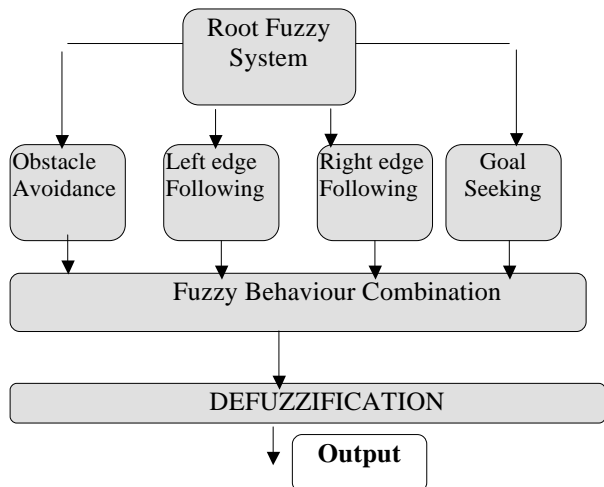 Root Fuzzy
System
Obstacle
Avoidance
Left edge
Following
Right edge
Following
Goal
Seeking
Fuzzy Behaviour Combination
DEFUZZIFICATION
Output